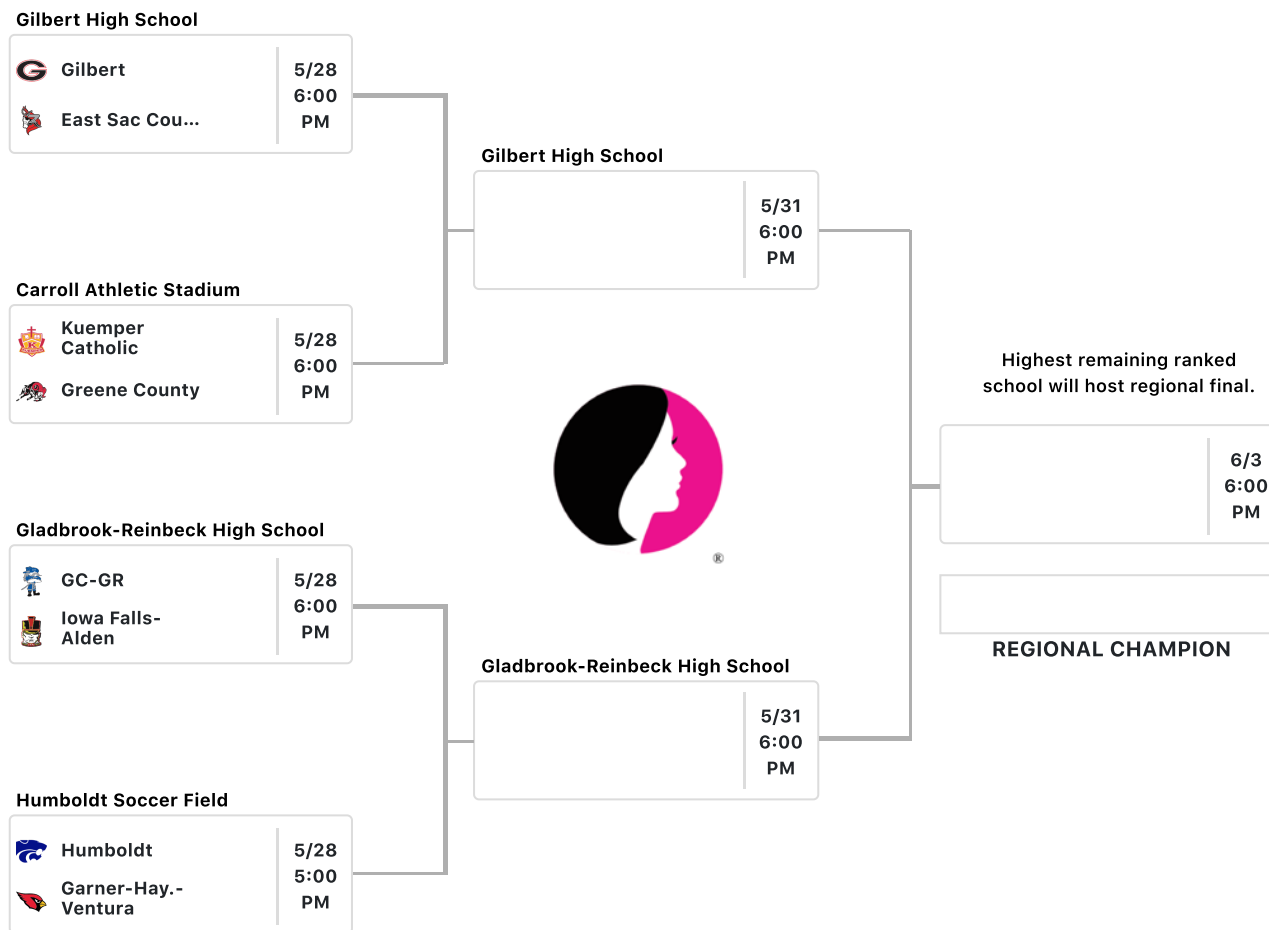 Gilbert High School
Gilbert
East Sac Cou...
5/28
6:00
PM
Gilbert High School
5/31
6:00
PM
Carroll Athletic Stadium
Kuemper
Catholic
Greene County
5/28
6:00
PM
Highest remaining ranked
school will host regional final.
6/3
6:00
PM
Gladbrook-Reinbeck High School
GC-GR
Iowa Falls-
Alden
5/28
6:00
PM
®
REGIONAL CHAMPION
Gladbrook-Reinbeck High School
5/31
6:00
PM
Humboldt Soccer Field
Humboldt
Garner-Hay.-
Ventura
5/28
5:00
PM